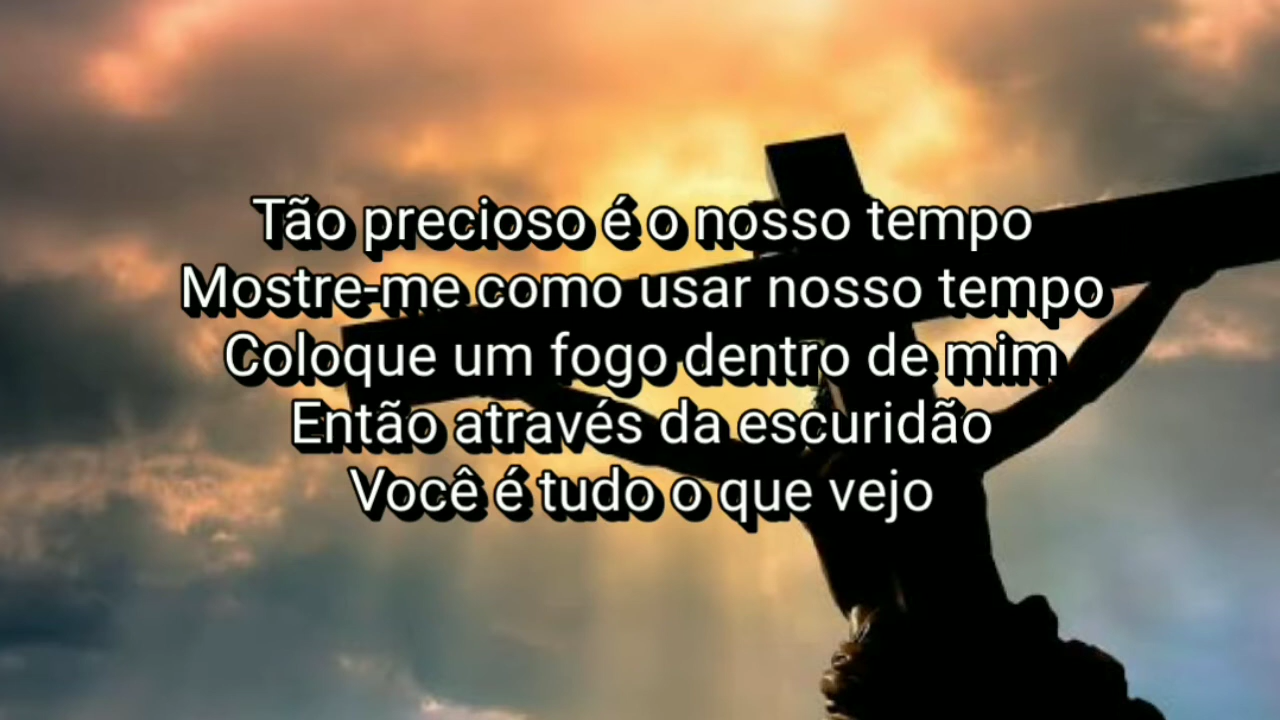 Tão precioso é o nosso tempo
Mostre-me como usar nosso tempo
Coloque um fogo dentro de mim
Então através da escuridão
Você é tudo o que vejo